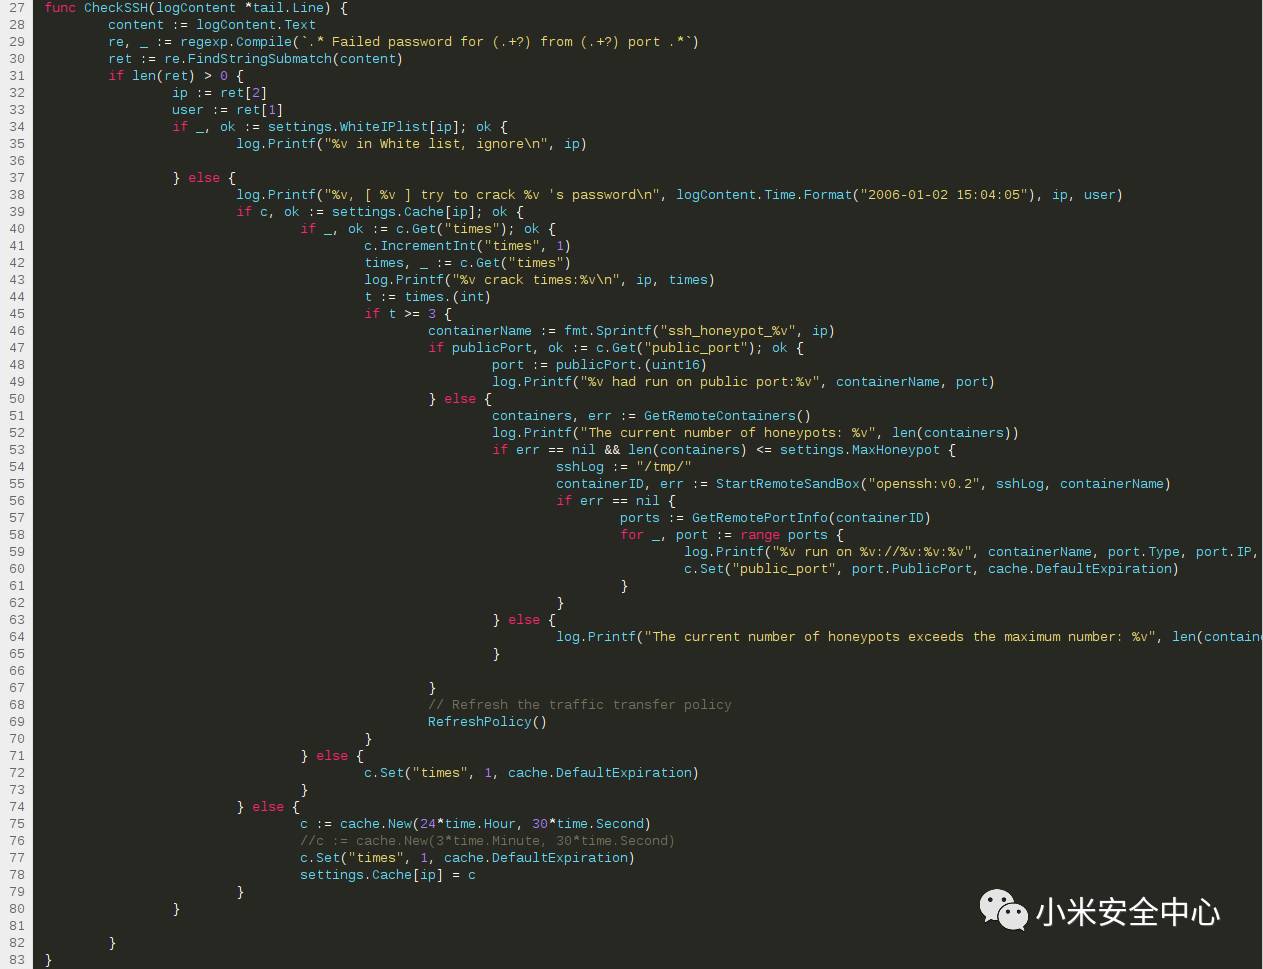 27 func CheckSSH(logContent *tail.Line) {
28 content := logContent.Text
29 re, _ := regexp.Compile(`.* Failed password for (.+?) from (.+?) port .*`)
30 ret := re.FindStringSubmatch(content)
31 if len(ret) > 0 {
32 ip := ret[2]
33 user := ret[1]
34 if _, ok := settings.WhiteIPlist[ip]; ok {
35 log.Printf("%v in White list, ignore\n", ip)
36
37 } else {
38 log.Printf("%v, [ %v ] try to crack %v 's password\n", logContent.Time.Format("2006-01-02 15:04:05"), ip, user)
39 if c, ok := settings.Cache[ip]; ok {
40 if _, ok := c.Get("times"); ok {
41 c.IncrementInt("times", 1)
42 times, _ := c.Get("times")
43 log.Printf("%v crack times:%v\n", ip, times)
44 t := times.(int)
45 if t >= 3 {
46 containerName := fmt.Sprintf("ssh_honeypot_%v", ip)
47 if publicPort, ok := c.Get("public_port"); ok {
48 port := publicPort.(uint16)
49 log.Printf("%v had run on public port:%v", containerName, port)
50 } else {
51 containers, err := GetRemoteContainers()
52 log.Printf("The current number of honeypots: %v", len(containers))
53 if err == nil && len(containers) <= settings.MaxHoneypot {
54 sshLog := "/tmp/"
55 containerID, err := StartRemoteSandBox("openssh:v0.2", sshLog, containerName)
56 if err == nil {
57 ports := GetRemotePortInfo(containerID)
58 for _, port := range ports {
59 log.Printf("%v run on %v://%v:%v:%v", containerName, port.Type, port.IP,
60 c.Set("public_port", port.PublicPort, cache.DefaultExpiration)
61 }
62 }
63 } else {
64 log.Printf("The current number of honeypots exceeds the maximum number: %v", len(contain
65 }
66
67 }
68 // Refresh the traffic transfer policy
69 RefreshPolicy()
70 }
71 } else {
72 c.Set("times", 1, cache.DefaultExpiration)
73 }
74 } else {
75 c := cache.New(24*time.Hour, 30*time.Second)
76 //c := cache.New(3*time.Minute, 30*time.Second)
77 c.Set("times", 1, cache.DefaultExpiration)
78 settings.Cache[ip] = c
79 }
80 }
81
82 }
83 }
小米安全中心